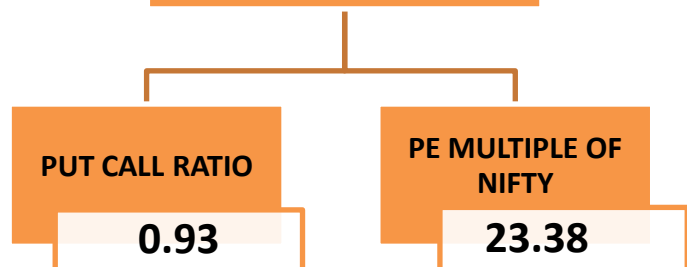 PUT CALL RATIO
0.93
PE MULTIPLE OF
NIFTY
23.38